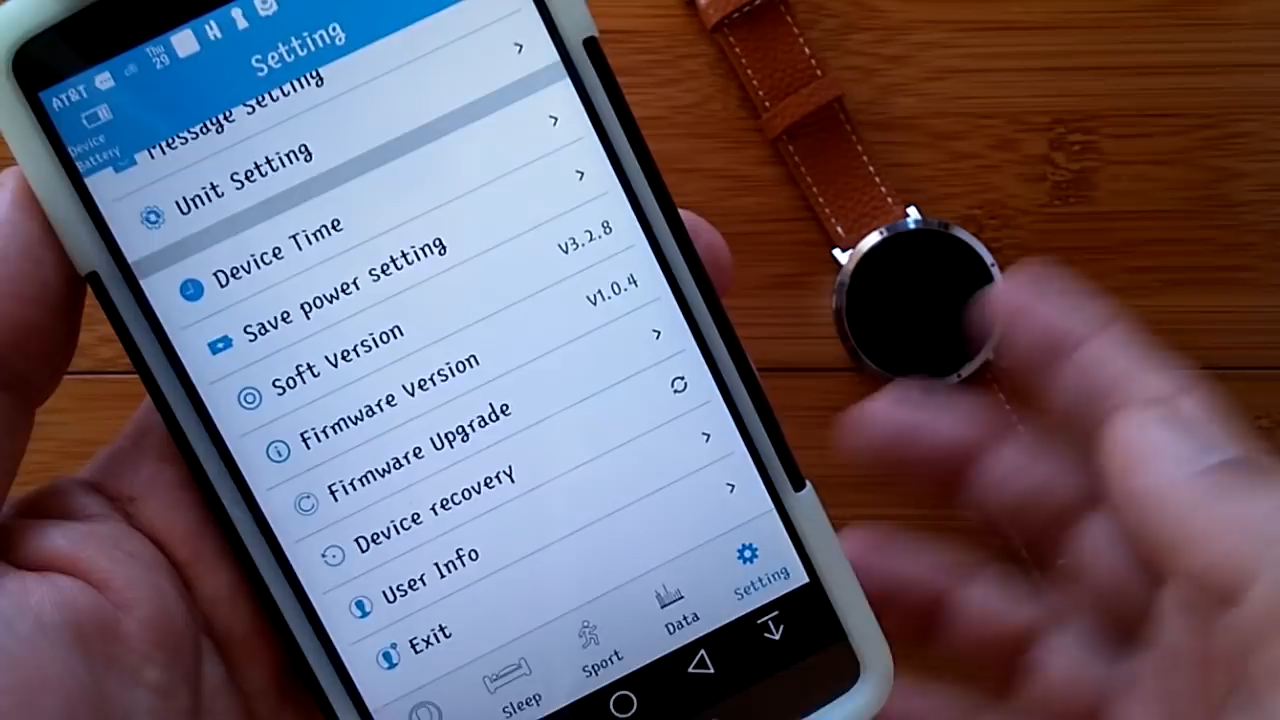 AT&T
Thu
29
Device
Battery
Setting
Message Setting
Unit Setting
Device Time
Save power setting
Soft Version V3.2.8
Firmware Version V1.0.4
Firmware Upgrade
Device recovery
User Info
Exit
Sleep
Sport
Data
Setting